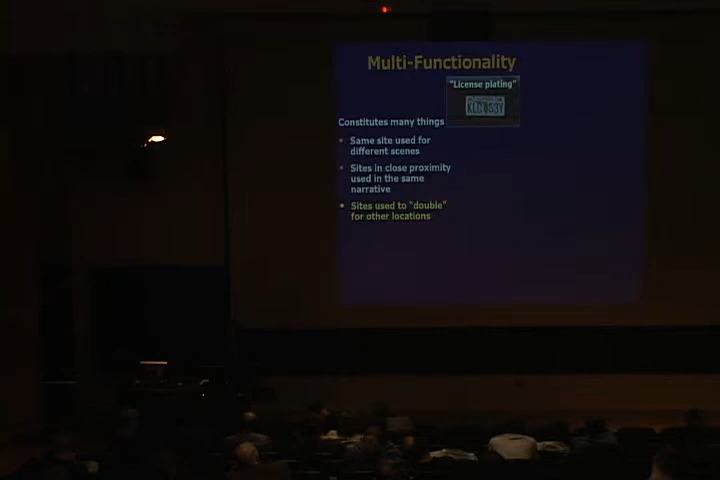 Multi-Functionality
"License plating"
Constitutes many things
Same site used for
different scenes
Sites in close proximity
used in the same
narrative
Sites used to "double"
for other locations